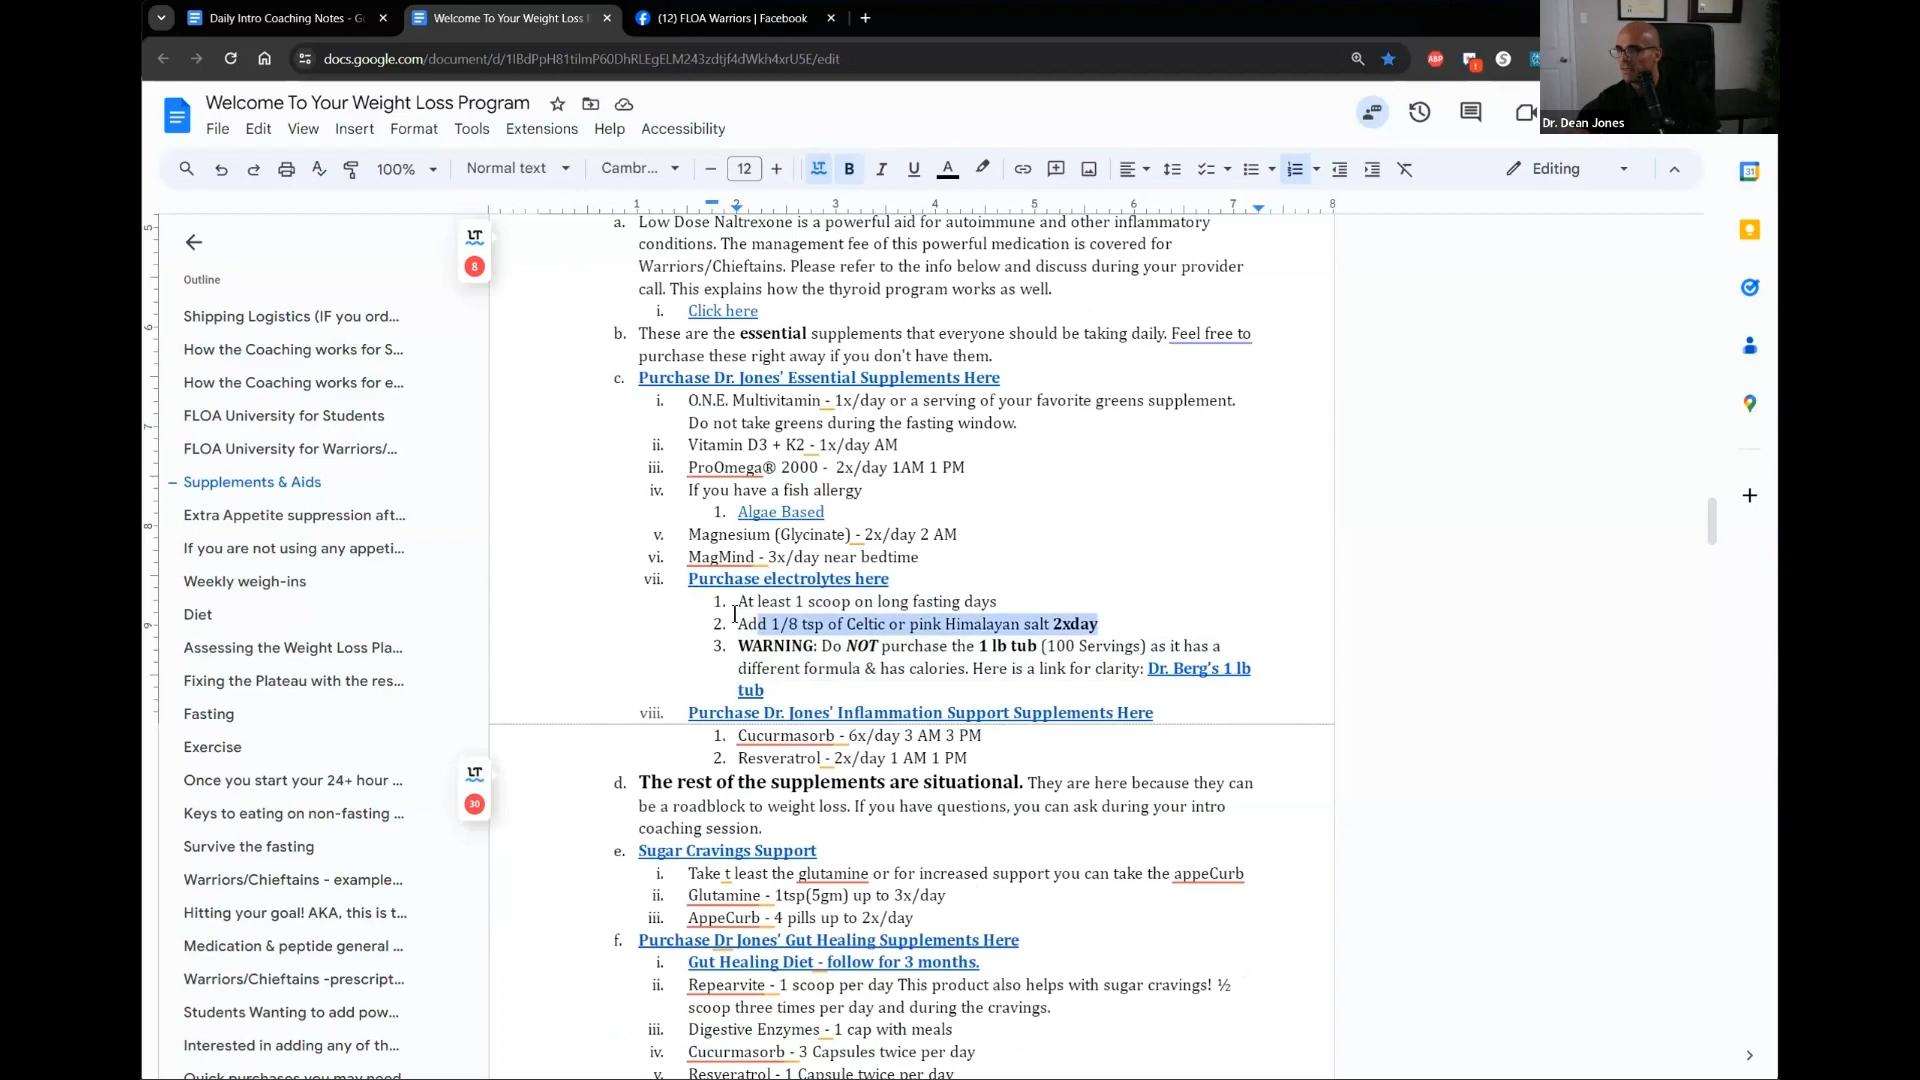 Daily Intro Coaching Notes - G
Welcome To Your Weight Loss
(12) FLOA Warriors | Facebook
Dr. Dean Jones
Welcome To Your Weight Loss Program
File Edit View Insert Format Tools Extensions Help Accessibility
100% Normal text Cambr... 12 Editing
1 2 3 4 5 6 7 8
Outline
Shipping Logistics (IF you ord...
How the Coaching works for S...
How the Coaching works for e...
FLOA University for Students
FLOA University for Warriors/...
Supplements & Aids
Extra Appetite suppression aft...
If you are not using any appeti...
Weekly weigh-ins
Diet
Assessing the Weight Loss Pla...
Fixing the Plateau with the res...
Fasting
Exercise
Once you start your 24+ hour ...
Keys to eating on non-fasting ...
Survive the fasting
Warriors/Chieftains - example...
Hitting your goal! AKA, this is t...
Medication & peptide general ...
Warriors/Chieftains -prescript...
Students Wanting to add pow...
Interested in adding any of th...
Quick purchases you may need
8
30
a. Low Dose Naltrexone is a powerful aid for autoimmune and other inflammatory
conditions. The management fee of this powerful medication is covered for
Warriors/Chieftains. Please refer to the info below and discuss during your provider
call. This explains how the thyroid program works as well.
i. Click here
b. These are the essential supplements that everyone should be taking daily. Feel free to
purchase these right away if you don't have them.
c. Purchase Dr. Jones' Essential Supplements Here
i. O.N.E. Multivitamin - 1x/day or a serving of your favorite greens supplement.
Do not take greens during the fasting window.
ii. Vitamin D3 + K2 - 1x/day AM
iii. ProOmega® 2000 - 2x/day 1AM 1 PM
iv. If you have a fish allergy
1. Algae Based
v. Magnesium (Glycinate) - 2x/day 2 AM
vi. MagMind - 3x/day near bedtime
vii. Purchase electrolytes here
1. At least 1 scoop on long fasting days
2. Add 1/8 tsp of Celtic or pink Himalayan salt 2xday
3. WARNING: Do NOT purchase the 1 lb tub (100 Servings) as it has a
different formula & has calories. Here is a link for clarity: Dr. Berg's 1 lb
tub
viii. Purchase Dr. Jones' Inflammation Support Supplements Here
1. Cucurmasorb - 6x/day 3 AM 3 PM
2. Resveratrol - 2x/day 1 AM 1 PM
d. The rest of the supplements are situational. They are here because they can
be a roadblock to weight loss. If you have questions, you can ask during your intro
coaching session.
e. Sugar Cravings Support
i. Take t least the glutamine or for increased support you can take the appeCurb
ii. Glutamine - 1tsp(5gm) up to 3x/day
iii. AppeCurb - 4 pills up to 2x/day
f. Purchase Dr Jones' Gut Healing Supplements Here
i. Gut Healing Diet - follow for 3 months.
ii. Repearvite - 1 scoop per day This product also helps with sugar cravings! ½
scoop three times per day and during the cravings.
iii. Digestive Enzymes - 1 cap with meals
iv. Cucurmasorb - 3 Capsules twice per day
v. Resveratrol - 1 Capsule twice per day